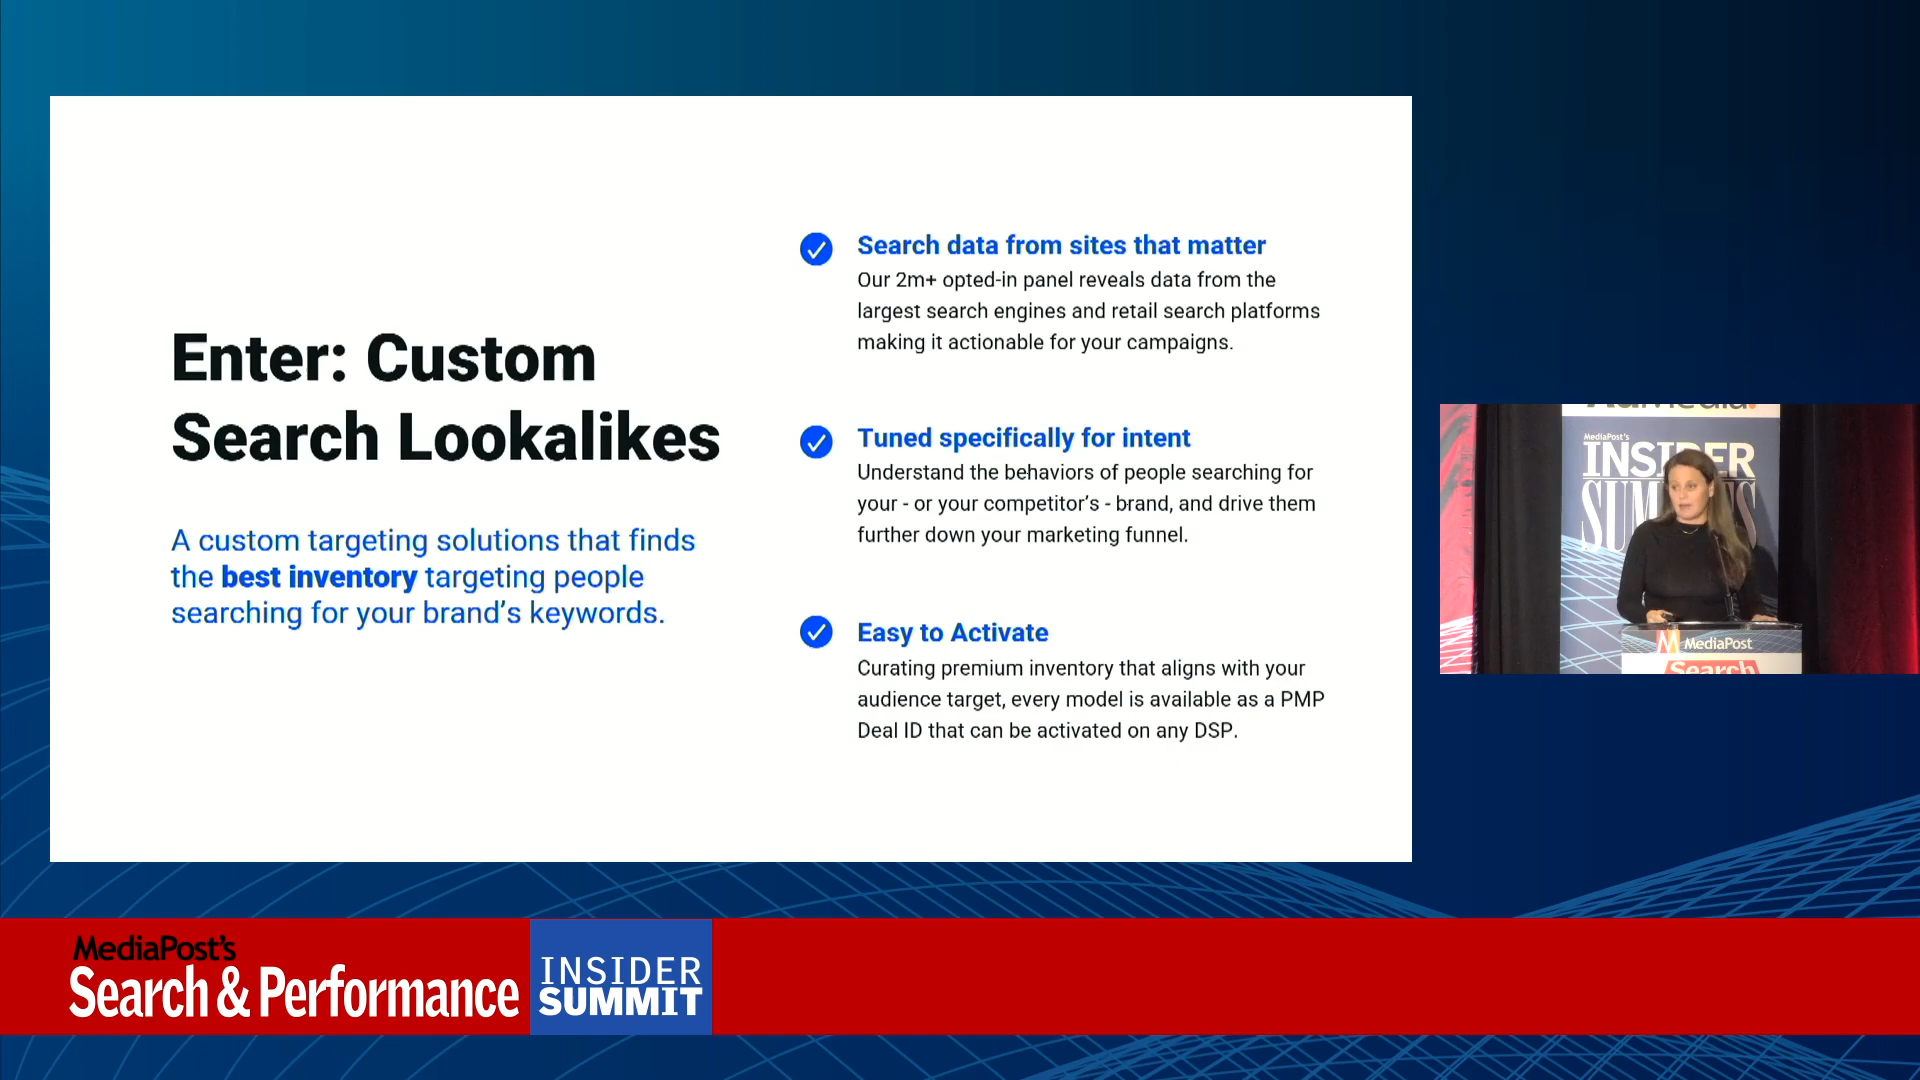 Enter: Custom
Search Lookalikes
A custom targeting solutions that finds
the best inventory targeting people
searching for your brand's keywords.
Search data from sites that matter
Our 2m+ opted-in panel reveals data from the
largest search engines and retail search platforms
making it actionable for your campaigns.
Tuned specifically for intent
Understand the behaviors of people searching for
your - or your competitor's - brand, and drive them
further down your marketing funnel.
Easy to Activate
Curating premium inventory that aligns with your
audience target, every model is available as a PMP
Deal ID that can be activated on any DSP.
MediaPost's
INSIDER
MediaPost
Search
MediaPost's
Search & Performance
INSIDER
SUMMIT